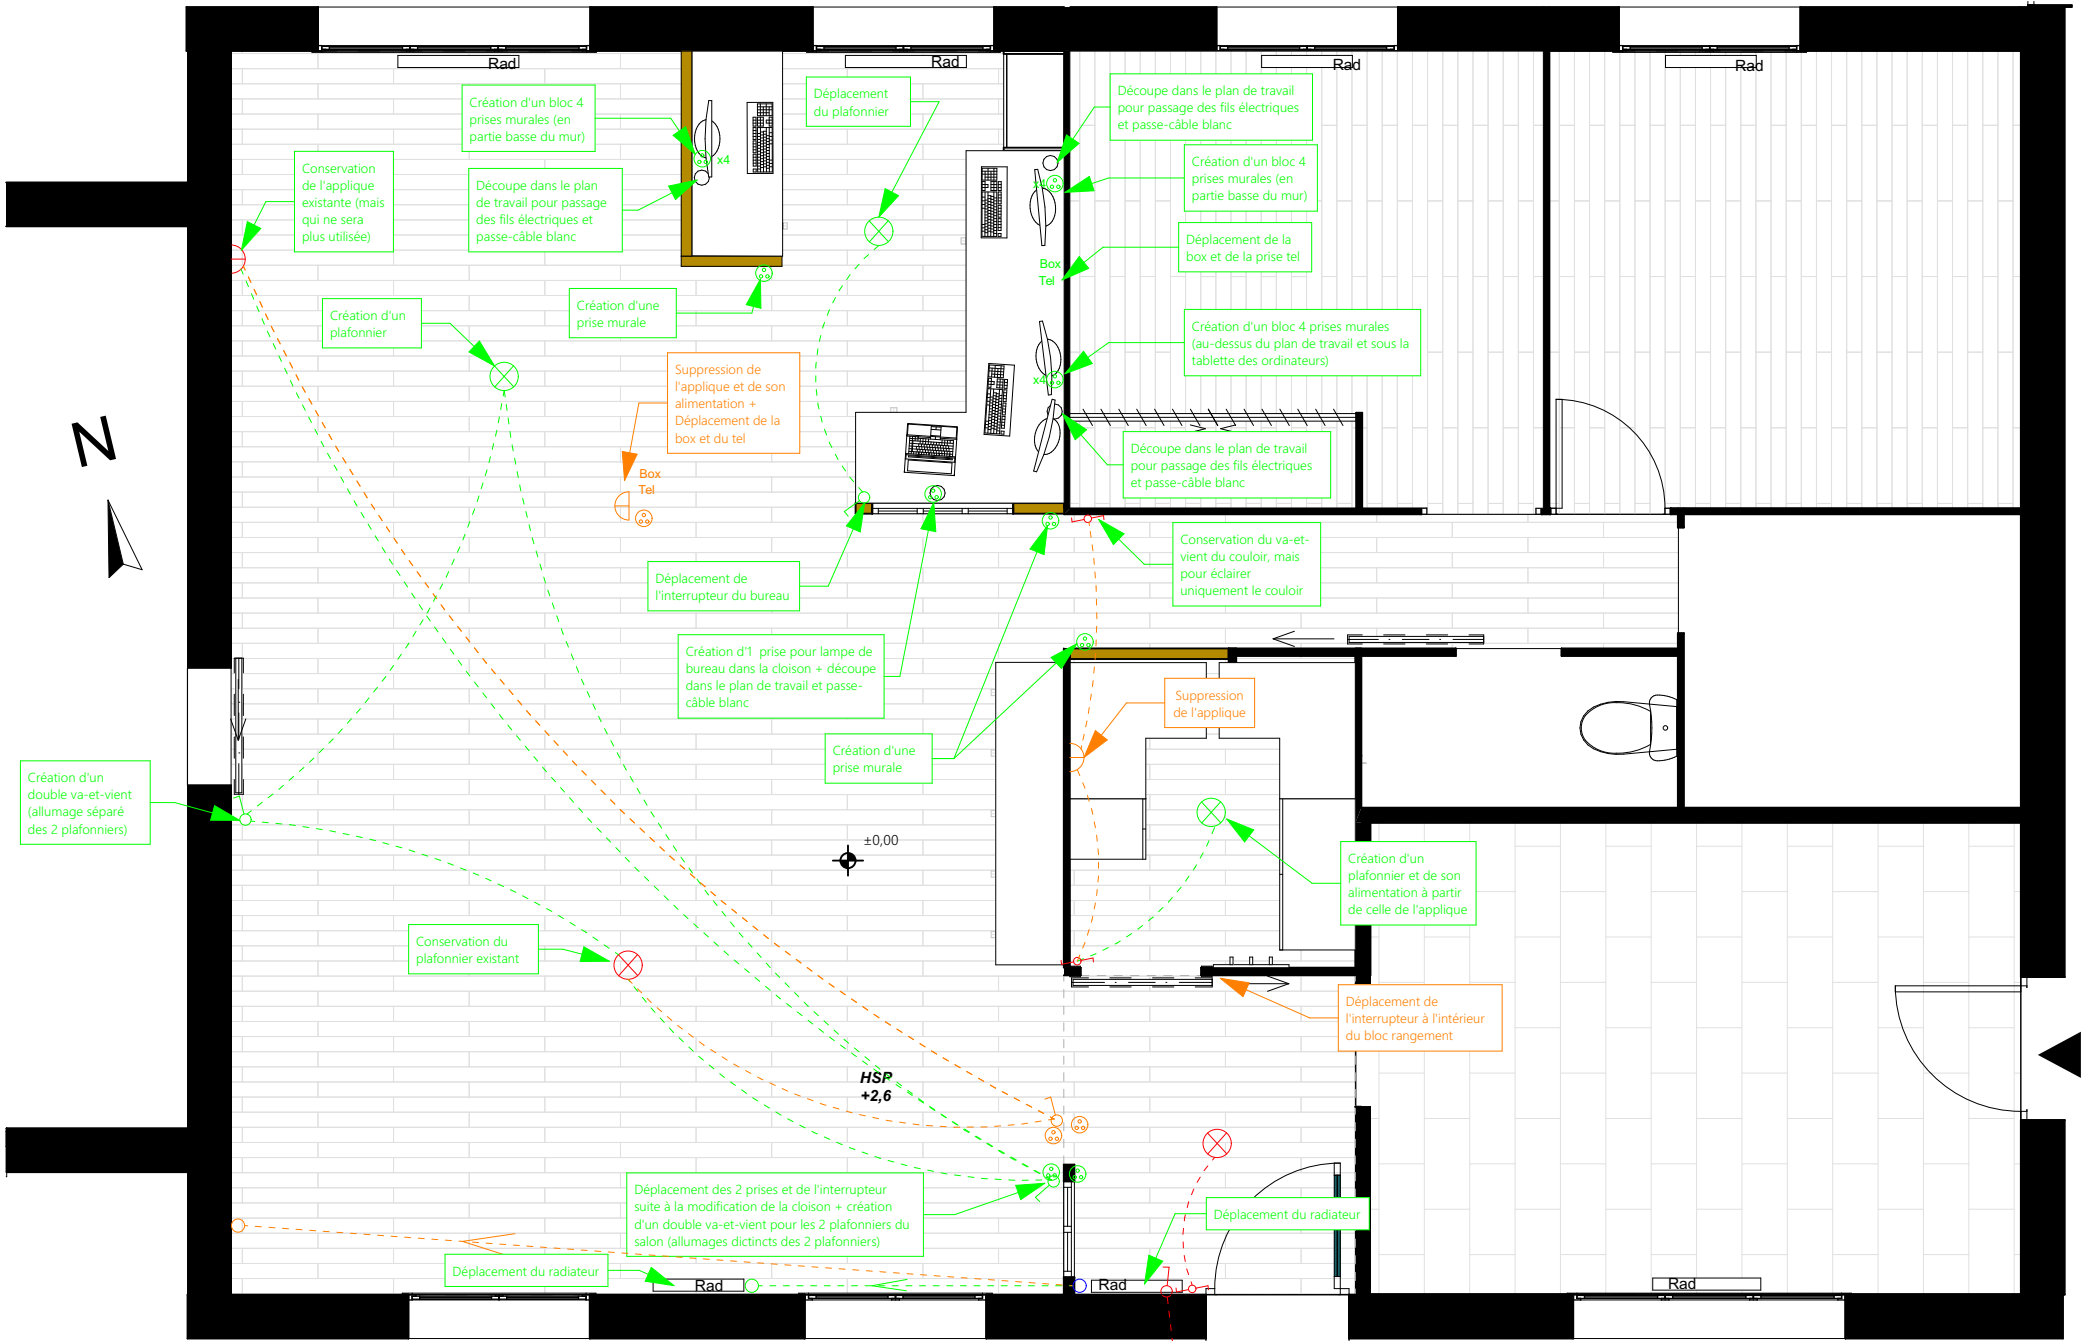 Rad
Rad
Rad
Rad
Création d'un bloc 4
prises murales (en
partie basse du mur)
Déplacement
du plafonnier
Découpe dans le plan de travail
pour passage des fils électriques
et passe-câble blanc
Conservation
de l'applique
existante (mais
qui ne sera
plus utilisée)
x4
Découpe dans le plan
de travail pour passage
des fils électriques et
passe-câble blanc
Création d'un bloc 4
prises murales (en
partie basse du mur)
x4
Déplacement de la
box et de la prise tel
Box
Tel
Création d'un
plafonnier
Création d'une
prise murale
Création d'un bloc 4 prises murales
(au-dessus du plan de travail et sous la
tablette des ordinateurs)
x4
Suppression de
l'applique et de son
alimentation +
Déplacement de la
box et du tel
N
Box
Tel
Découpe dans le plan de travail
pour passage des fils électriques
et passe-câble blanc
Conservation du va-et-
vient du couloir, mais
pour éclairer
uniquement le couloir
Déplacement de
l'interrupteur du bureau
Création d'1 prise pour lampe de
bureau dans la cloison + découpe
dans le plan de travail et passe-
câble blanc
Suppression
de l'applique
Création d'une
prise murale
Création d'un
double va-et-vient
(allumage séparé
des 2 plafonniers)
±0,00
Création d'un
plafonnier et de son
alimentation à partir
de celle de l'applique
Conservation du
plafonnier existant
Déplacement de
l'interrupteur à l'intérieur
du bloc rangement
HSP
+2,6
Déplacement des 2 prises et de l'interrupteur
suite à la modification de la cloison + création
d'un double va-et-vient pour les 2 plafonniers du
salon (allumages dictincts des 2 plafonniers)
Déplacement du radiateur
Déplacement du radiateur
Rad
Rad
Rad